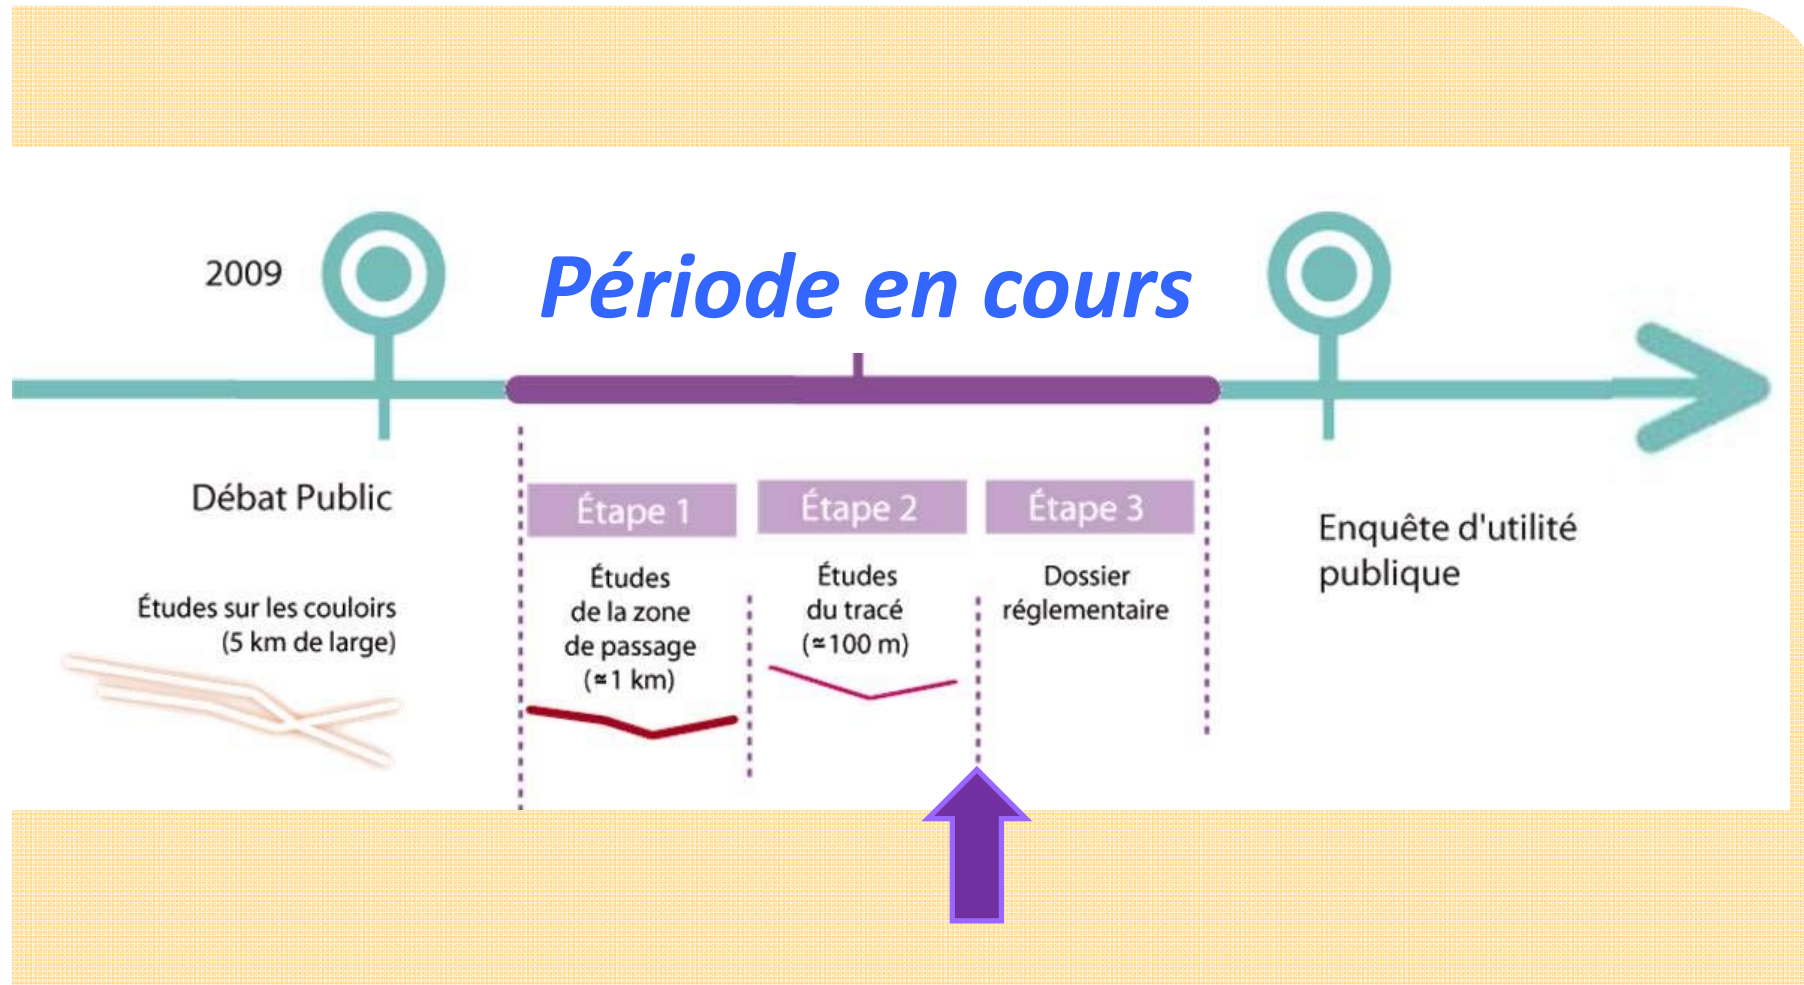 2009
Période en cours
Débat Public
Études sur les couloirs
(5 km de large)
Étape 1
Études
de la zone
de passage
(≃1 km)
Étape 2
Études
du tracé
(≃100 m)
Étape 3
Dossier
réglementaire
Enquête d'utilité
publique